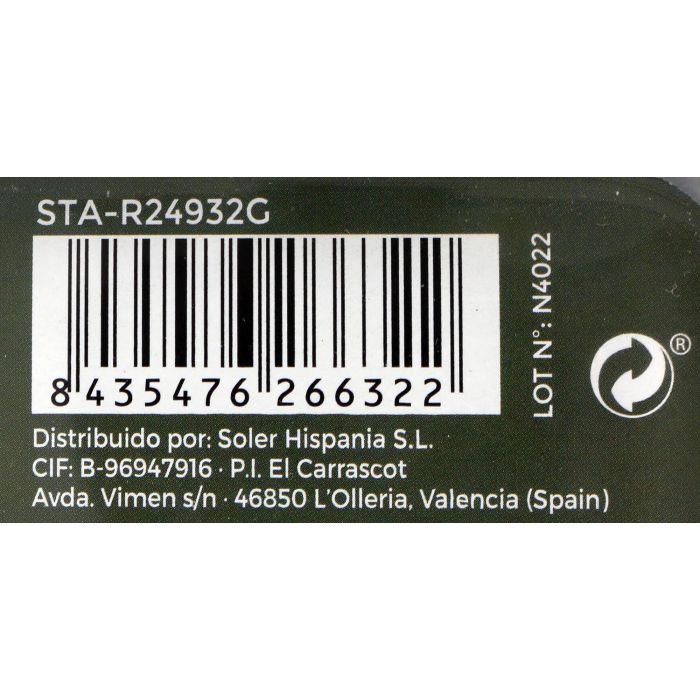 STA-R24932G
8 435476 266322
LOT N°: N4022
®
Distribuido por: Soler Hispania S.L.
CIF: B-96947916 · P.I. El Carrascot
Avda. Vimen s/n · 46850 L'Olleria, Valencia (Spain)